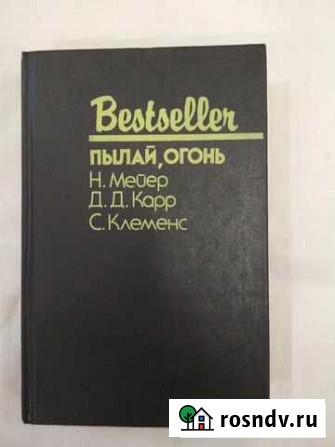 Bestseller
ПЫЛАЙ, ОГОНЬ
Н. Мейер
Д. Д. Карр
С. Клеменс
rosndv.ru